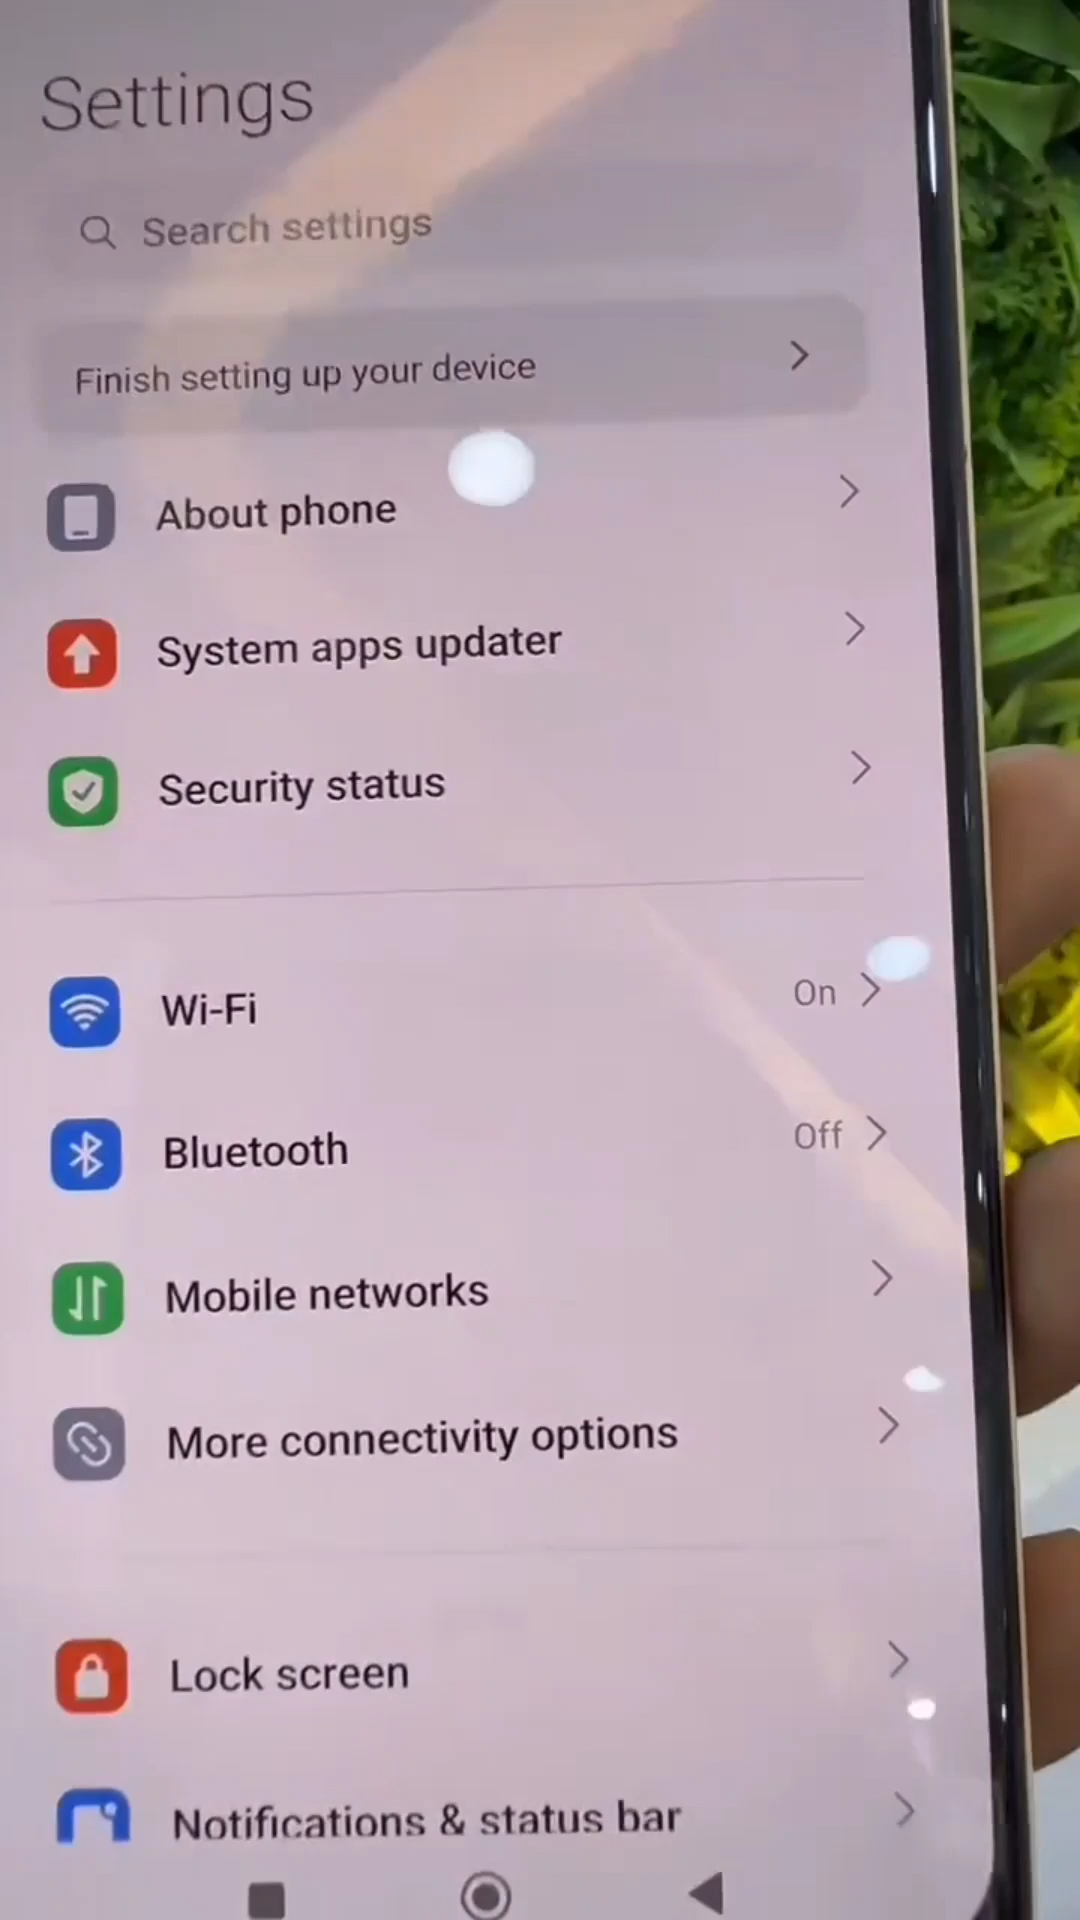 Settings
Search settings
Finish setting up your device
About phone
System apps updater
Security status
Wi-Fi
On
Bluetooth
Off
Mobile networks
More connectivity options
Lock screen
Notifications & status bar